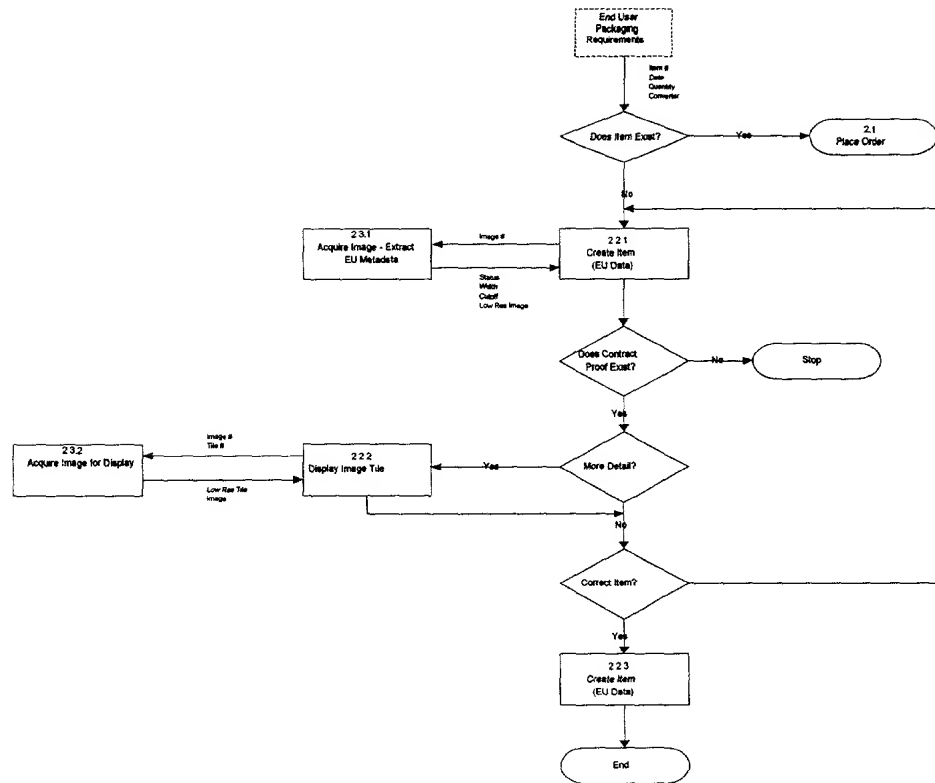 End User
Packaging
Requirements
Item #
Date
Quantity
Converter
Does Item Exist?
Yes
2.1
Place Order
No
2.3.1
Acquire Image - Extract
EU Metadata
Image #
Status
Width
Cutoff
Low Res Image
2.2.1
Create Item
(EU Data)
Does Contract
Proof Exist?
No
Stop
Yes
2.3.2
Acquire Image for Display
Image #
Tile #
Low Res Tile
Image
2.2.2
Display Image Tile
Yes
More Detail?
No
Correct Item?
Yes
2.2.3
Create Item
(EU Data)
End